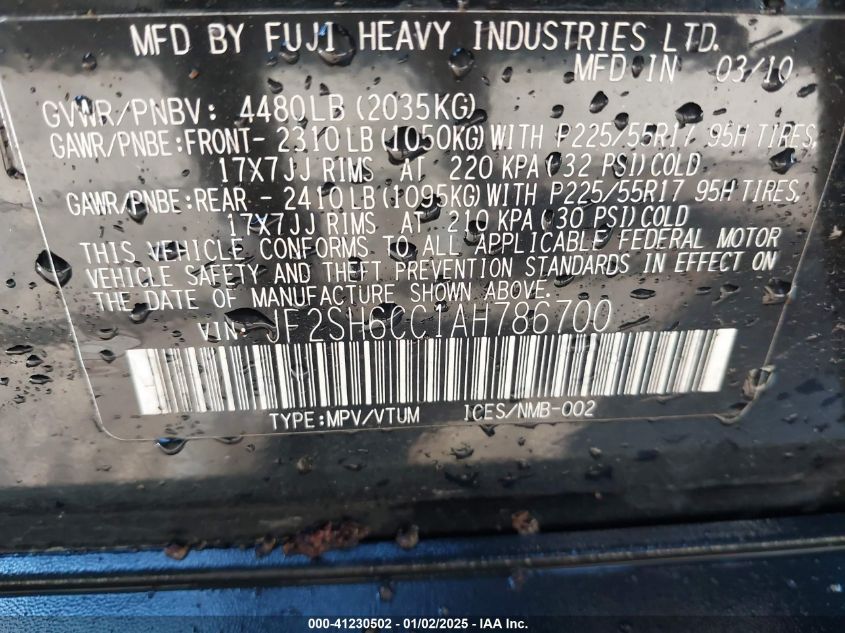 MFD BY FUJI HEAVY INDUSTRIES LTD.
MFD IN 03/10
GVWR/PNBV: 4480LB (2035KG)
GAWR/PNBE:FRONT- 2310 LB (1050KG) WITH P225/55R17 95H TIRES,
17X7JJ RIMS AT 220 KPA (32 PSI) COLD
GAWR/PNBE:REAR - 2410 LB (1095KG) WITH P225/55R17 95H TIRES,
17X7JJ RIMS AT 210 KPA (30 PSI) COLD
THIS VEHICLE CONFORMS TO ALL APPLICABLE FEDERAL MOTOR
VEHICLE SAFETY AND THEFT PREVENTION STANDARDS IN EFFECT ON
THE DATE OF MANUFACTURE SHOWN ABOVE.
VIN: JF2SH6CC1AH786700
TYPE:MPV/VTUM ICES/NMB-002
000-41230502 - 01/02/2025 - IAA Inc.